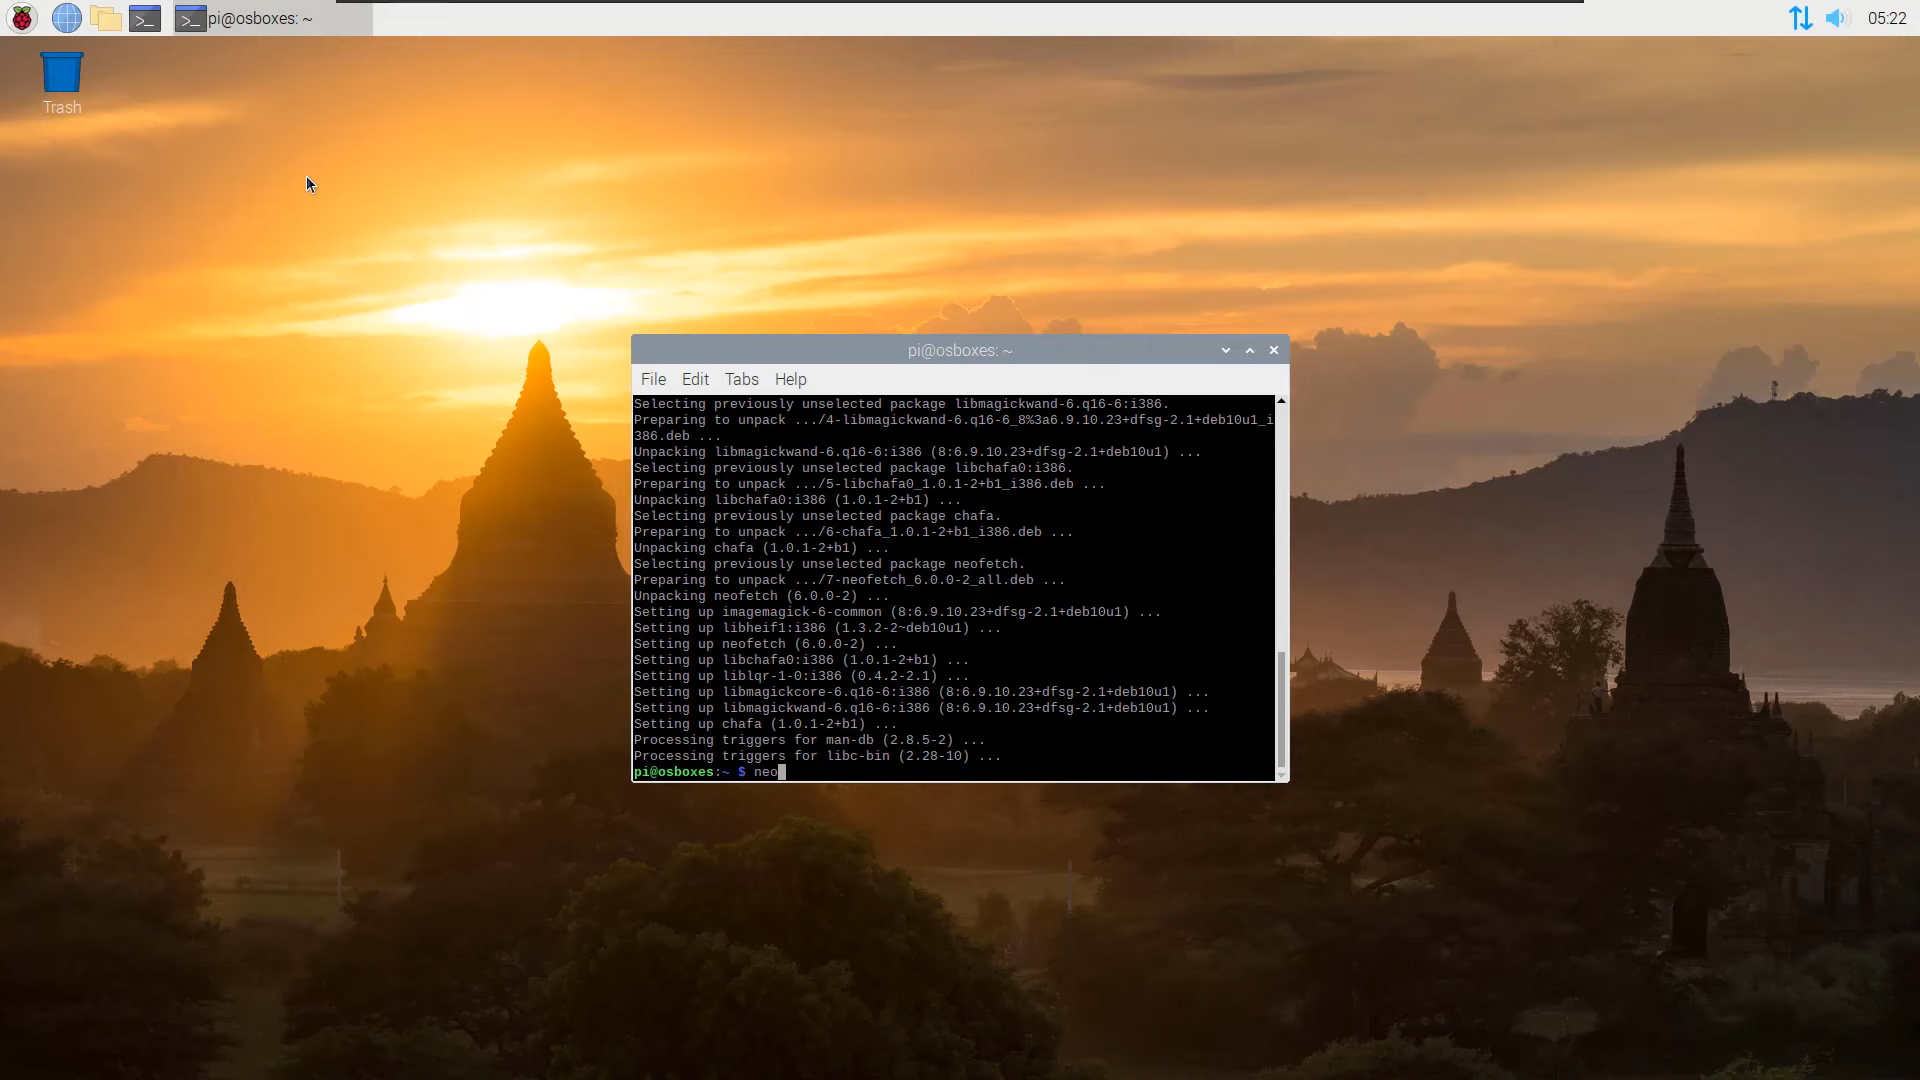 pi@osboxes: ~
05:22
Trash
pi@osboxes: ~
File Edit Tabs Help
Selecting previously unselected package libmagickwand-6.q16-6:i386.
Preparing to unpack .../4-libmagickwand-6.q16-6_8%3a6.9.10.23+dfsg-2.1+deb10u1_i
386.deb ...
Unpacking libmagickwand-6.q16-6:i386 (8:6.9.10.23+dfsg-2.1+deb10u1) ...
Selecting previously unselected package libchafa0:i386.
Preparing to unpack .../5-libchafa0_1.0.1-2+b1_i386.deb ...
Unpacking libchafa0:i386 (1.0.1-2+b1) ...
Selecting previously unselected package chafa.
Preparing to unpack .../6-chafa_1.0.1-2+b1_i386.deb ...
Unpacking chafa (1.0.1-2+b1) ...
Selecting previously unselected package neofetch.
Preparing to unpack .../7-neofetch_6.0.0-2_all.deb ...
Unpacking neofetch (6.0.0-2) ...
Setting up imagemagick-6-common (8:6.9.10.23+dfsg-2.1+deb10u1) ...
Setting up libheif1:i386 (1.3.2-2~deb10u1) ...
Setting up neofetch (6.0.0-2) ...
Setting up libchafa0:i386 (1.0.1-2+b1) ...
Setting up liblqr-1-0:i386 (0.4.2-2.1) ...
Setting up libmagickcore-6.q16-6:i386 (8:6.9.10.23+dfsg-2.1+deb10u1) ...
Setting up libmagickwand-6.q16-6:i386 (8:6.9.10.23+dfsg-2.1+deb10u1) ...
Setting up chafa (1.0.1-2+b1) ...
Processing triggers for man-db (2.8.5-2) ...
Processing triggers for libc-bin (2.28-10) ...
pi@osboxes:~ $ neo